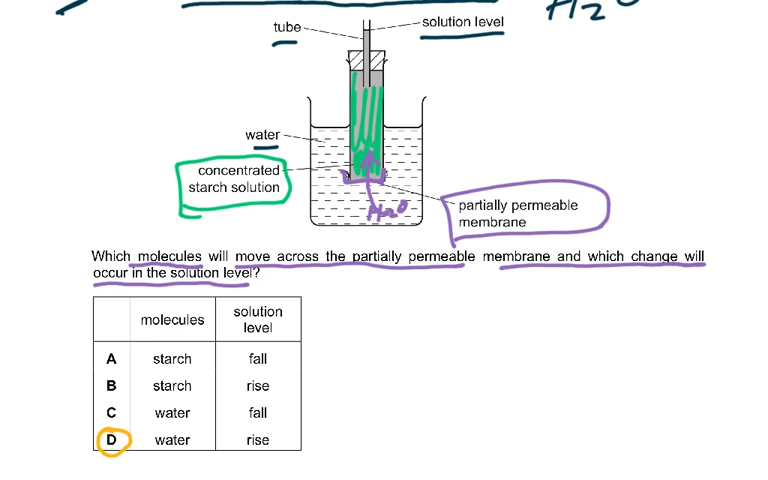 H₂O
tube
solution level
water
concentrated
starch solution
H₂O
partially permeable
membrane
Which molecules will move across the partially permeable membrane and which change will
occur in the solution level?
molecules solution level
A starch fall
B starch rise
C water fall
D water rise